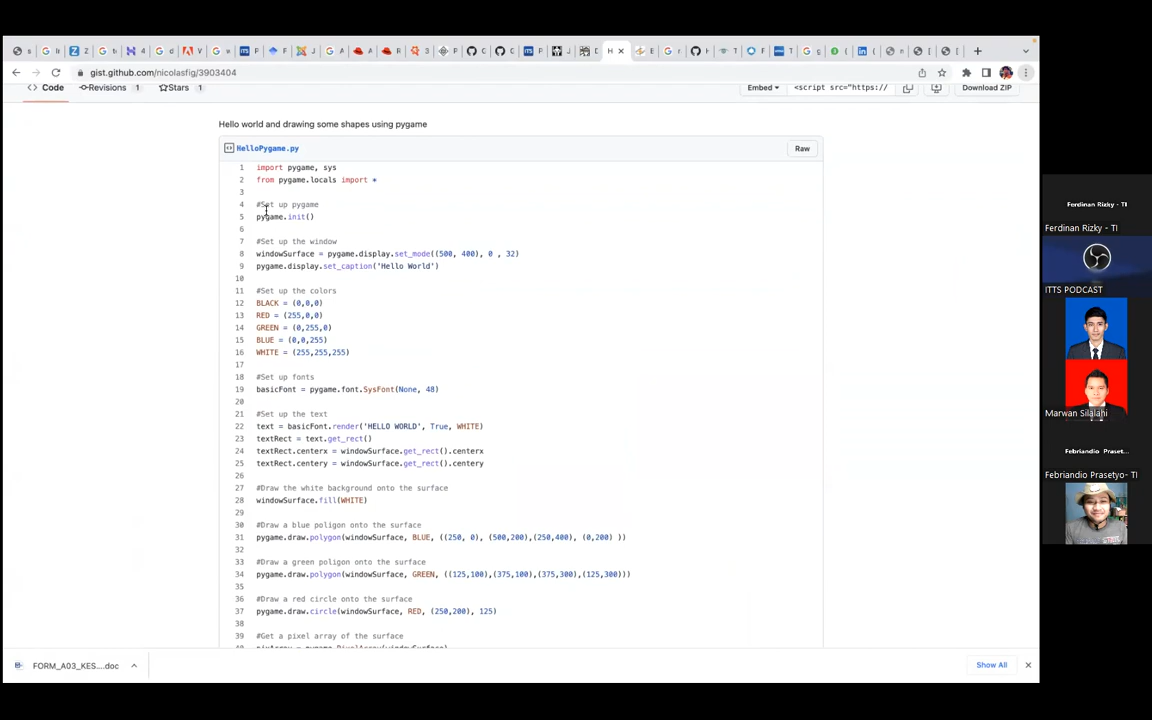 gist.github.com/nicolasfig/3903404
Code
Revisions 1
Stars 1
Embed
<script src="https://
Download ZIP
Hello world and drawing some shapes using pygame
HelloPygame.py
Raw
1 import pygame, sys
2 from pygame.locals import *
3
4 #Set up pygame
5 pygame.init()
6
7 #Set up the window
8 windowSurface = pygame.display.set_mode((500, 400), 0 , 32)
9 pygame.display.set_caption('Hello World')
10
11 #Set up the colors
12 BLACK = (0,0,0)
13 RED = (255,0,0)
14 GREEN = (0,255,0)
15 BLUE = (0,0,255)
16 WHITE = (255,255,255)
17
18 #Set up fonts
19 basicFont = pygame.font.SysFont(None, 48)
20
21 #Set up the text
22 text = basicFont.render('HELLO WORLD', True, WHITE)
23 textRect = text.get_rect()
24 textRect.centerx = windowSurface.get_rect().centerx
25 textRect.centery = windowSurface.get_rect().centery
26
27 #Draw the white background onto the surface
28 windowSurface.fill(WHITE)
29
30 #Draw a blue poligon onto the surface
31 pygame.draw.polygon(windowSurface, BLUE, ((250, 0), (500,200),(250,400), (0,200) ))
32
33 #Draw a green poligon onto the surface
34 pygame.draw.polygon(windowSurface, GREEN, ((125,100),(375,100),(375,300),(125,300)))
35
36 #Draw a red circle onto the surface
37 pygame.draw.circle(windowSurface, RED, (250,200), 125)
38
39 #Get a pixel array of the surface
FORM_A03_KES....doc
Show All
Ferdinan Rizky - TI
Ferdinan Rizky - TI
ITTS PODCAST
Marwan Silalahi
Febriandio Praset...
Febriandio Prasetyo- TI